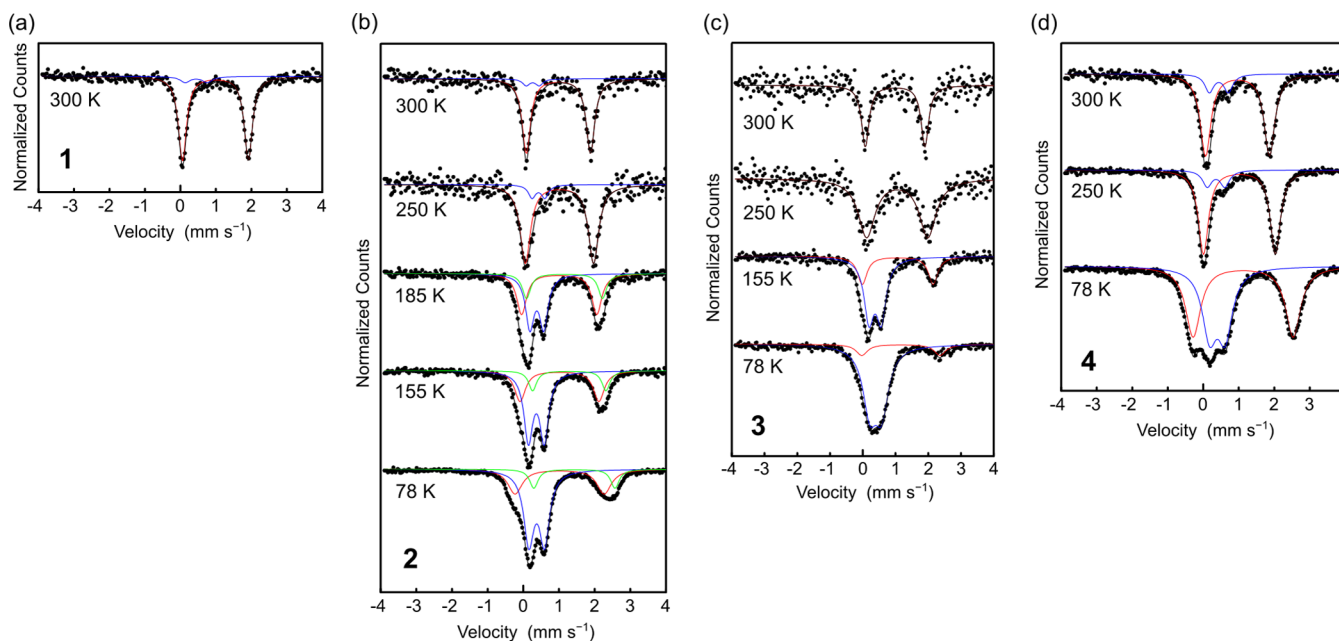 (a)
Normalized Counts
300 K
1
-4 -3 -2 -1 0 1 2 3 4
Velocity (mm s⁻¹)
(b)
Normalized Counts
300 K
250 K
185 K
155 K
78 K
2
-4 -3 -2 -1 0 1 2 3 4
Velocity (mm s⁻¹)
(c)
Normalized Counts
300 K
250 K
155 K
78 K
3
-4 -3 -2 -1 0 1 2 3 4
Velocity (mm s⁻¹)
(d)
Normalized Counts
300 K
250 K
78 K
4
-4 -3 -2 -1 0 1 2 3 4
Velocity (mm s⁻¹)